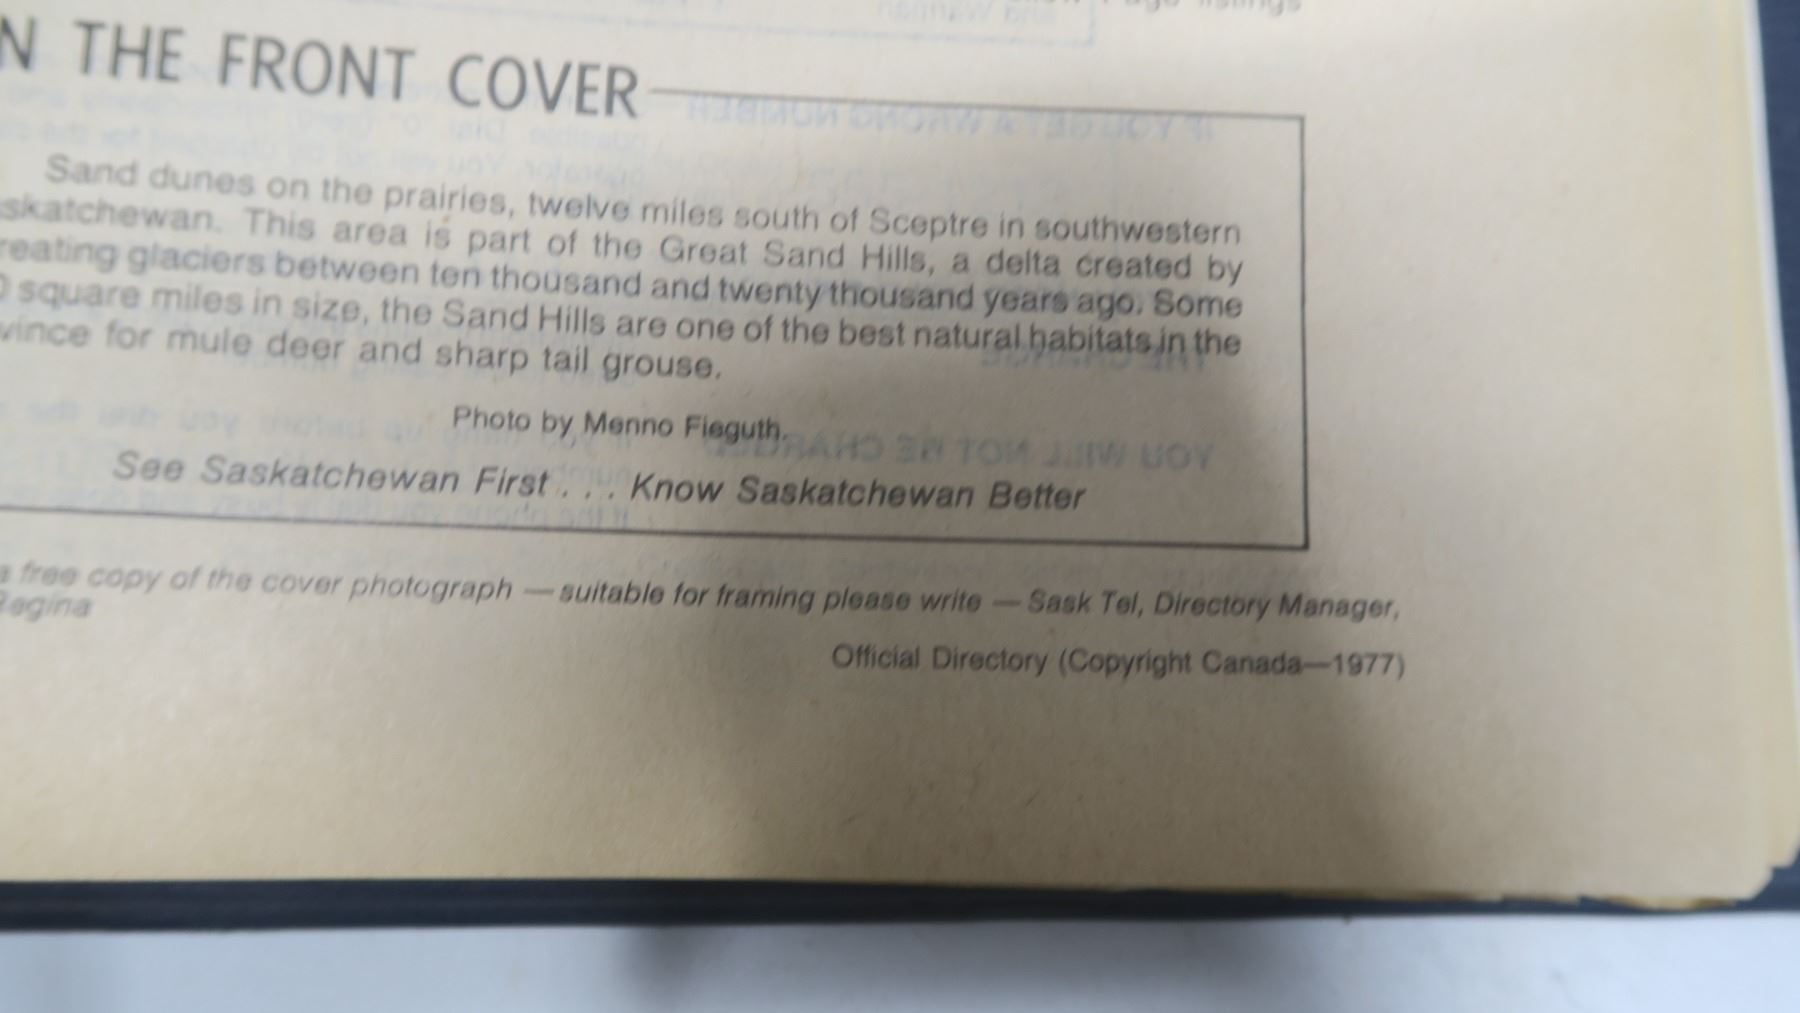 N THE FRONT COVER
Sand dunes on the prairies, twelve miles south of Sceptre in southwestern
skatchewan. This area is part of the Great Sand Hills, a delta created by
reating glaciers between ten thousand and twenty thousand years ago. Some
0 square miles in size, the Sand Hills are one of the best natural habitats in the
vince for mule deer and sharp tail grouse.
Photo by Menno Fieguth.
See Saskatchewan First . . . Know Saskatchewan Better
a free copy of the cover photograph — suitable for framing please write — Sask Tel, Directory Manager,
Regina
Official Directory (Copyright Canada—1977)